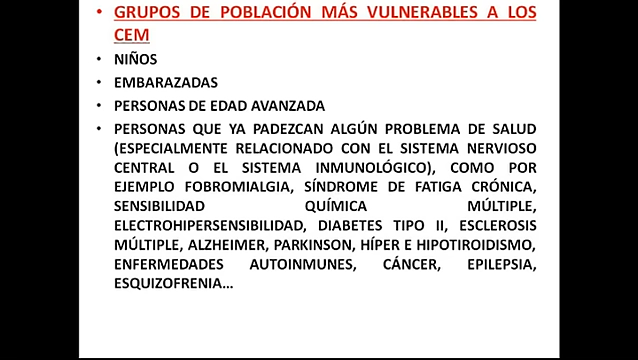 • GRUPOS DE POBLACIÓN MÁS VULNERABLES A LOS
CEM
• NIÑOS
• EMBARAZADAS
• PERSONAS DE EDAD AVANZADA
• PERSONAS QUE YA PADEZCAN ALGÚN PROBLEMA DE SALUD
(ESPECIALMENTE RELACIONADO CON EL SISTEMA NERVIOSO
CENTRAL O EL SISTEMA INMUNOLÓGICO), COMO POR
EJEMPLO FOBROMIALGIA, SÍNDROME DE FATIGA CRÓNICA,
SENSIBILIDAD QUÍMICA MÚLTIPLE,
ELECTROHIPERSENSIBILIDAD, DIABETES TIPO II, ESCLEROSIS
MÚLTIPLE, ALZHEIMER, PARKINSON, HÍPER E HIPOTIROIDISMO,
ENFERMEDADES AUTOINMUNES, CÁNCER, EPILEPSIA,
ESQUIZOFRENIA...